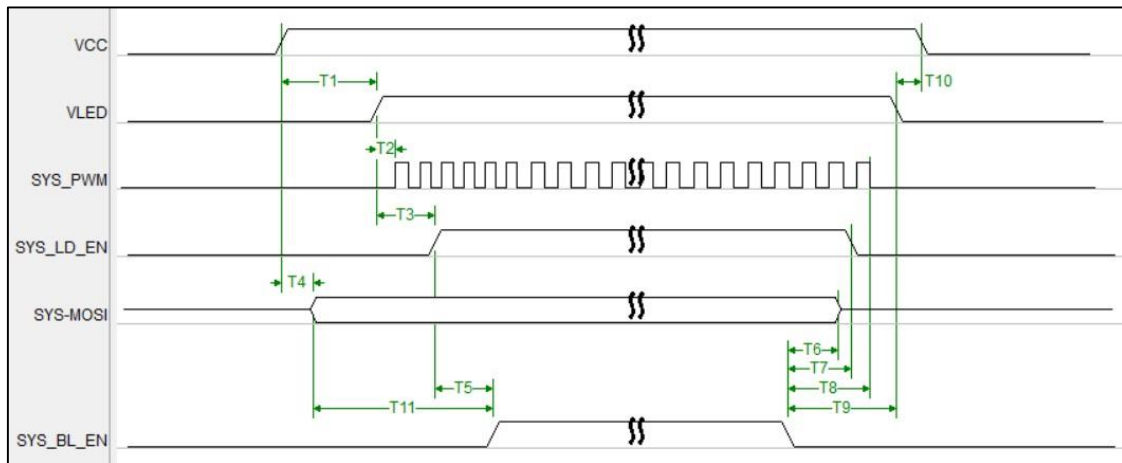 VCC
T1
T10
VLED
T2
SYS_PWM
T3
SYS_LD_EN
T4
SYS-MOSI
T6
T7
T5
T8
T11
T9
SYS_BL_EN